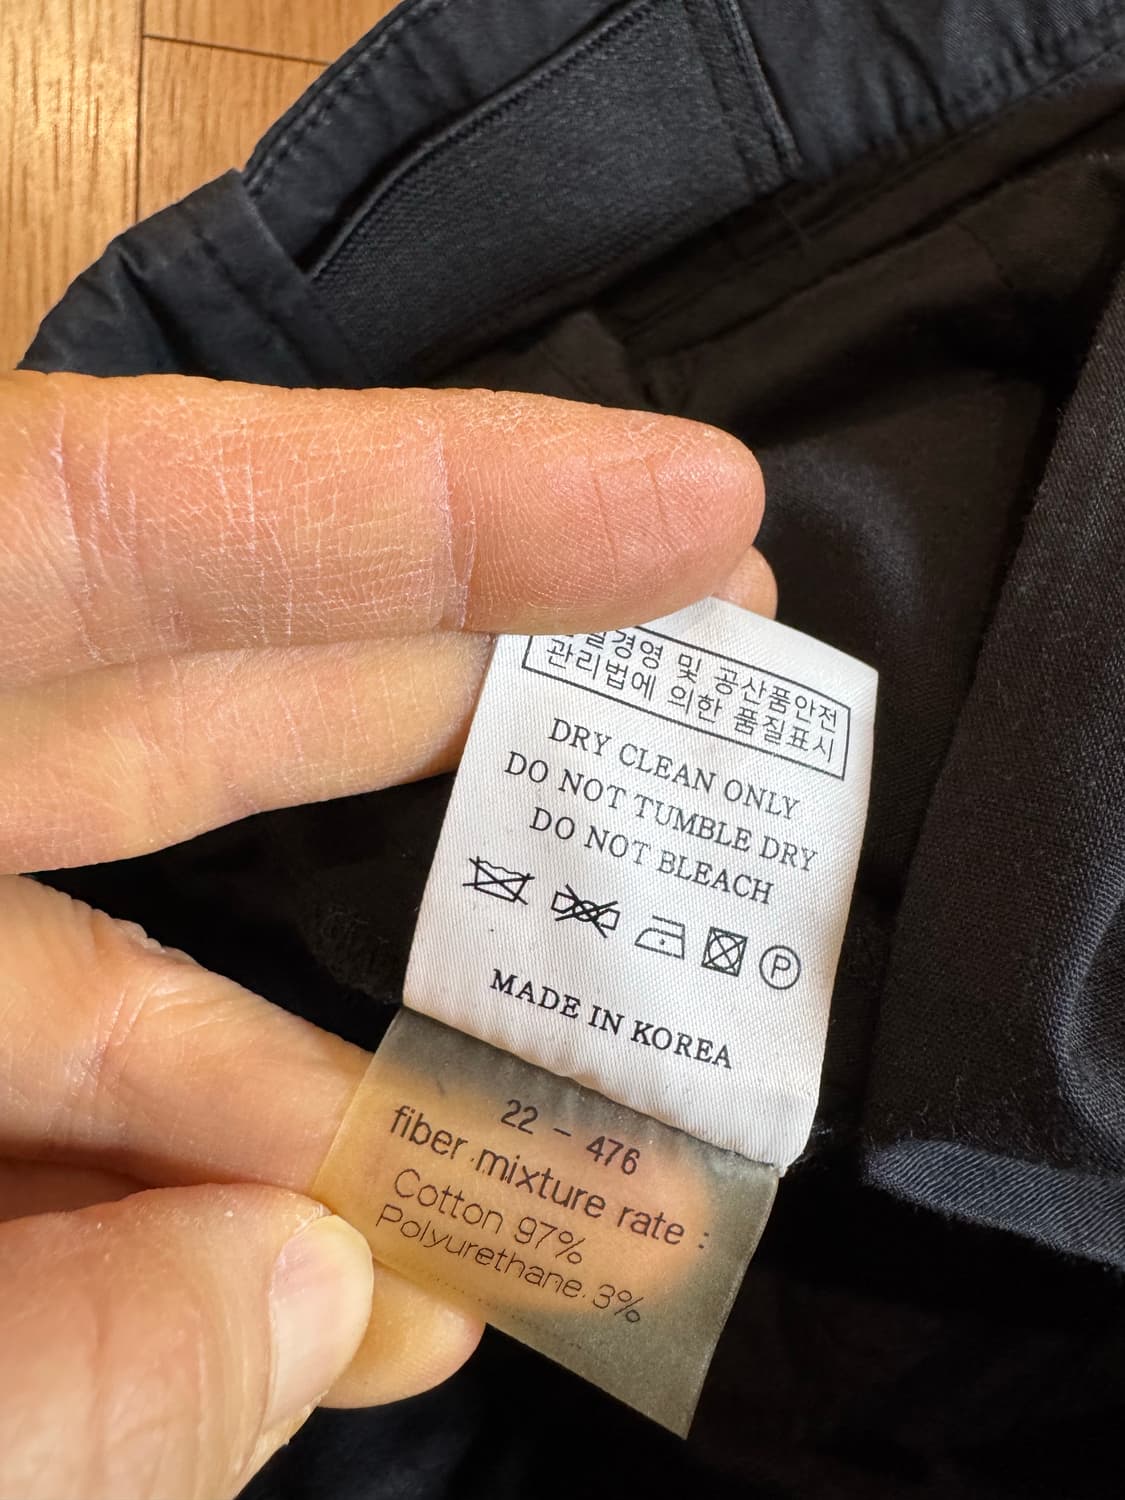 경영 및 공산품안전
관리법에 의한 품질표시
DRY CLEAN ONLY
DO NOT TUMBLE DRY
DO NOT BLEACH
P
MADE IN KOREA
22 - 476
fiber mixture rate :
Cotton 97%
Polyurethane 3%